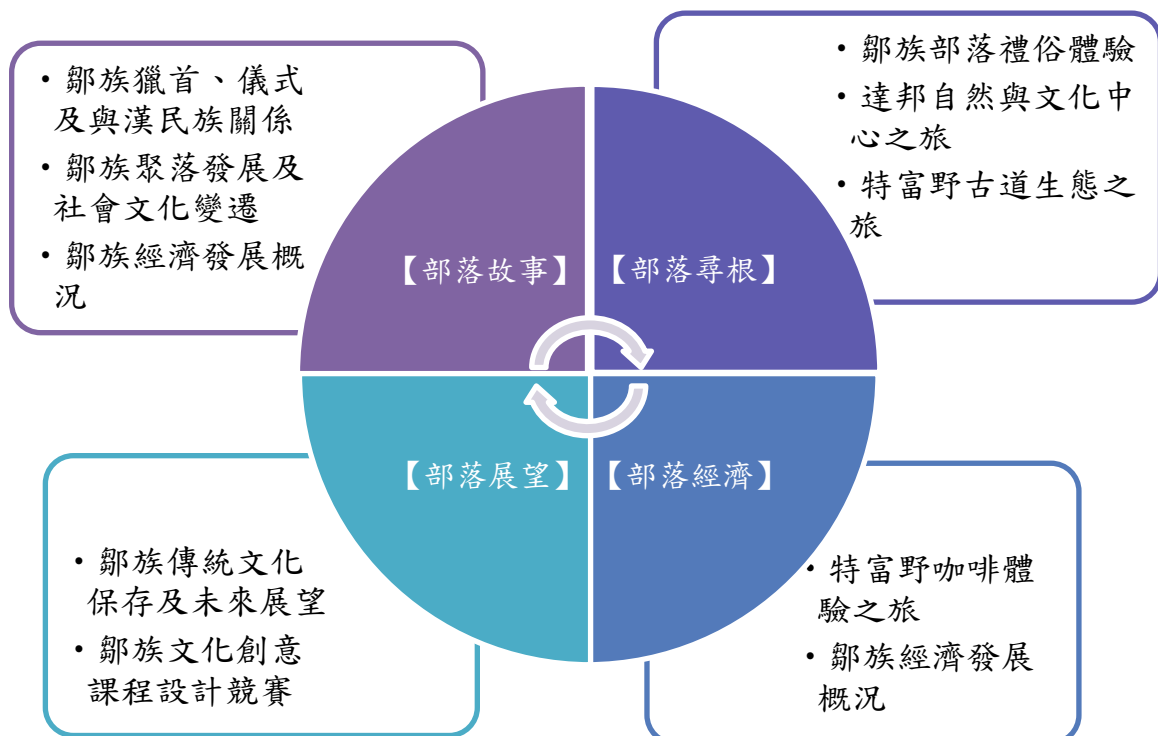 • 鄒族獵首、儀式
及與漢民族關係
• 鄒族聚落發展及
社會文化變遷
• 鄒族經濟發展概
況
• 鄒族部落禮俗體驗
• 達邦自然與文化中
心之旅
• 特富野古道生態之
旅
【部落故事】
【部落尋根】
【部落展望】
【部落經濟】
• 鄒族傳統文化
保存及未來展望
• 鄒族文化創意
課程設計競賽
• 特富野咖啡體
驗之旅
• 鄒族經濟發展
概況